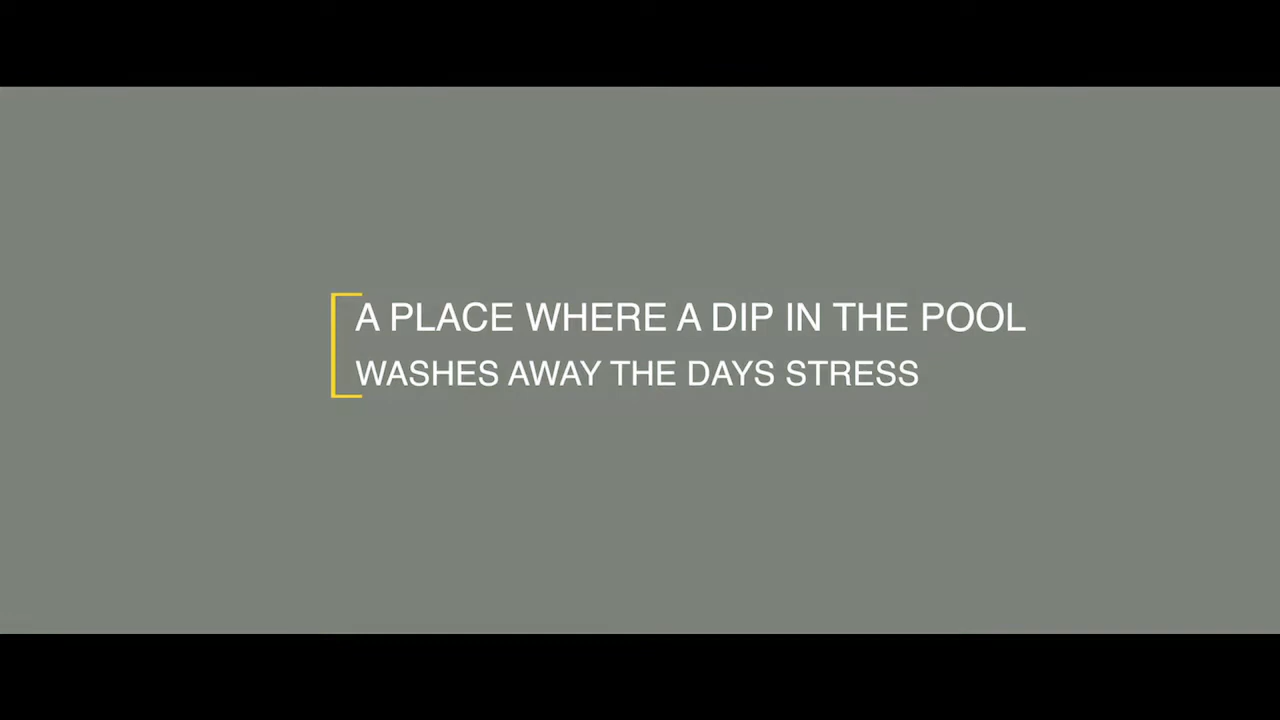 A PLACE WHERE A DIP IN THE POOL
WASHES AWAY THE DAYS STRESS